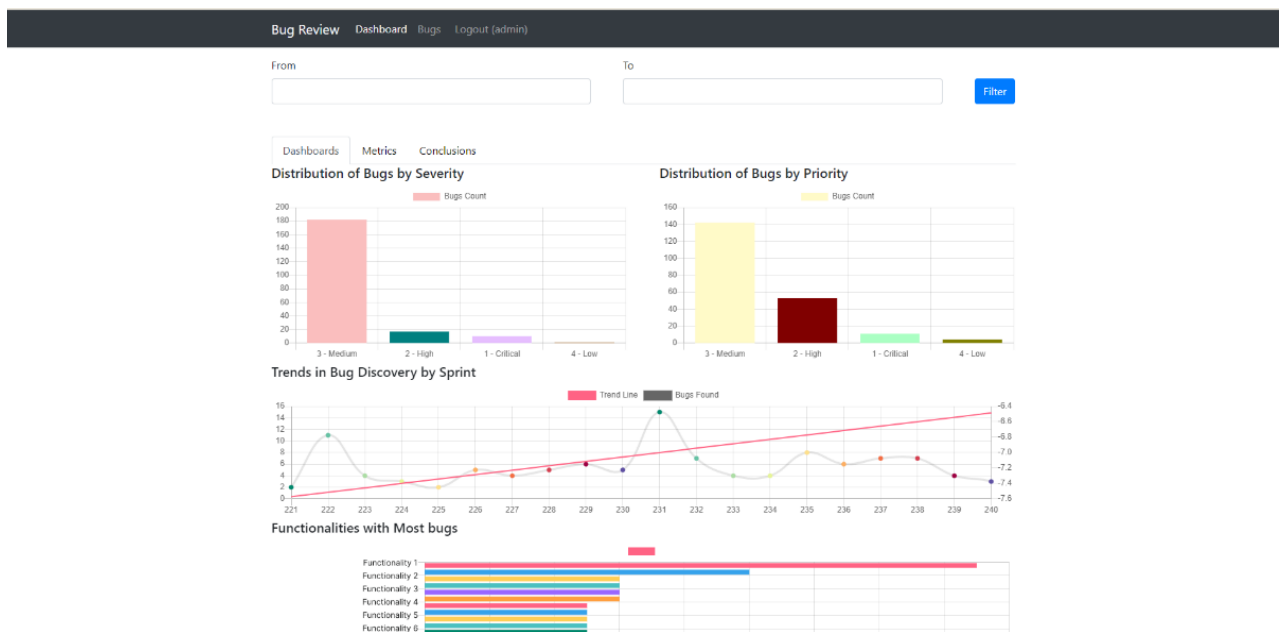 Bug Review Dashboard Bugs Logout (admin)
From To
Filter
Dashboards Metrics Conclusions
Distribution of Bugs by Severity
Bugs Count
200
180
160
140
120
100
80
60
40
20
0
3 - Medium 2 - High 1 - Critical 4 - Low
Distribution of Bugs by Priority
Bugs Count
160
140
120
100
80
60
40
20
0
3 - Medium 2 - High 1 - Critical 4 - Low
Trends in Bug Discovery by Sprint
Trend Line Bugs Found
16
14
12
10
8
6
4
2
0
-6.4
-6.6
-6.8
-7.0
-7.2
-7.4
-7.6
221 222 223 224 225 226 227 228 229 230 231 232 233 234 235 236 237 238 239 240
Functionalities with Most bugs
Functionality 1
Functionality 2
Functionality 3
Functionality 4
Functionality 5
Functionality 6